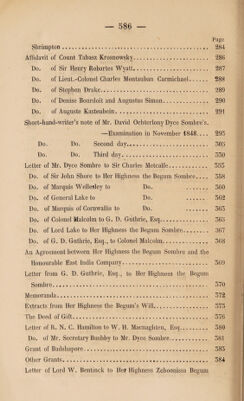 — 586 —
Page
Shrimpton ........ 284
Affidavit of Count Tabasz Krosnowsky ........ 286
Do. of Sir Henry Robartes Wyatt ........ 287
Do. of Lieut.-Colonel Charles Montauban Carmichael ........ 288
Do. of Stephen Drake ........ 289
Do. of Denise Boardoit and Augustus Simon ........ 290
Do. of Auguste Kantenbein ........ 291
Short-hand-writer's note of Mr. David Ochterlony Dyce Sombre's
—Examination in November 1848 .... 295
Do. Do. Second day ........ 303
Do. Do. Third day ........ 330
Letter of Mr. Dyce Sombre to Sir Charles Metcalfe ........ 355
Do. of Sir John Shore to Her Highness the Begum Sombre .... 358
Do. of Marquis Wellesley to Do. ........ 360
Do. of General Lake to Do. ........ 362
Do. of Marquis of Cornwallis to Do. ........ 363
Do. of Colonel Malcolm to G. D. Guthrie, Esq. ........ 365
Do. of Lord Lake to Her Highness the Begum Sombre ........ 367
Do. of G. D. Guthrie, Esq., to Colonel Malcolm ........ 368
An Agreement between Her Highness the Begum Sombre and the
Honourable East India Company ........ 369
Letter from G. D. Guthrie, Esq., to Her Highness the Begum
Sombre ........ 370
Memoranda ........ 372
Extracts from Her Highness the Begum's Will ........ 375
The Deed of Gift ........ 376
Letter of R. N. C. Hamilton to W. H. Macnaghten, Esq. ........ 380
Do. of Mr. Secretary Bushby to Mr. Dyce Sombre ........ 381
Grant of Badshapore ........ 383
Other Grants ........ 384
Letter of Lord W. Bentinck to Her Highness Zeboonissa Begum